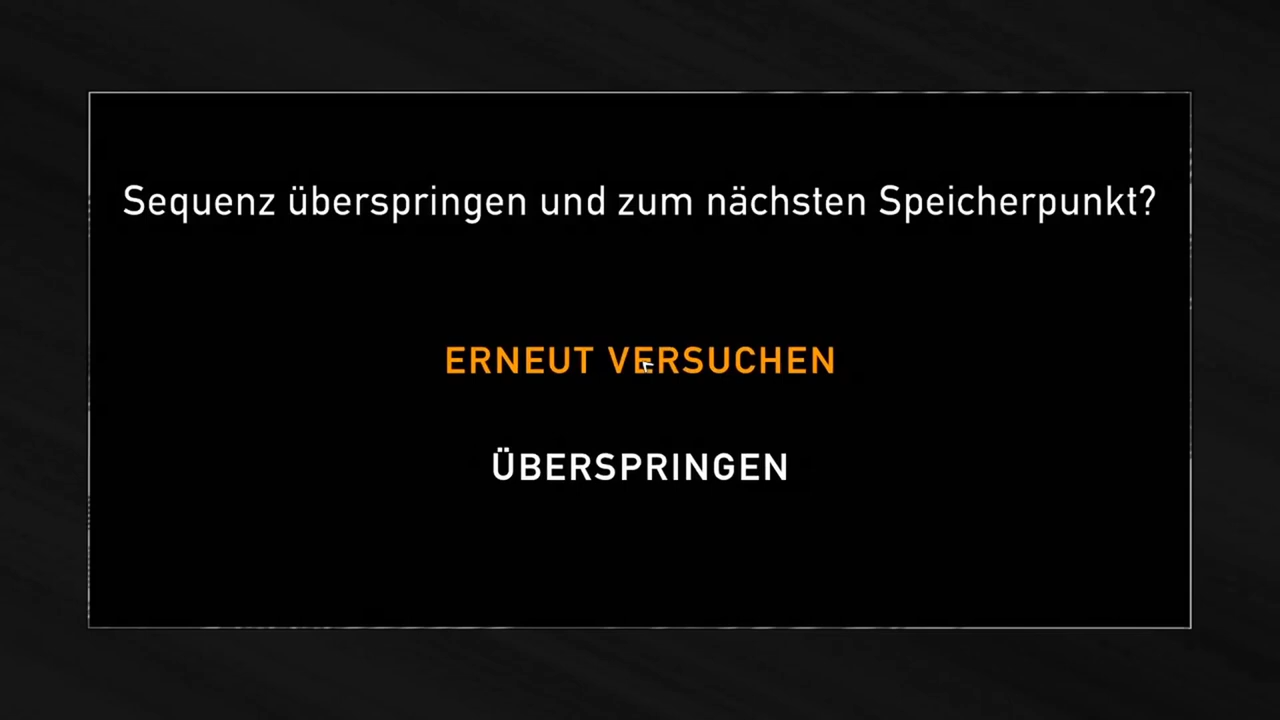 Sequenz überspringen und zum nächsten Speicherpunkt?
ERNEUT VERSUCHEN
ÜBERSPRINGEN